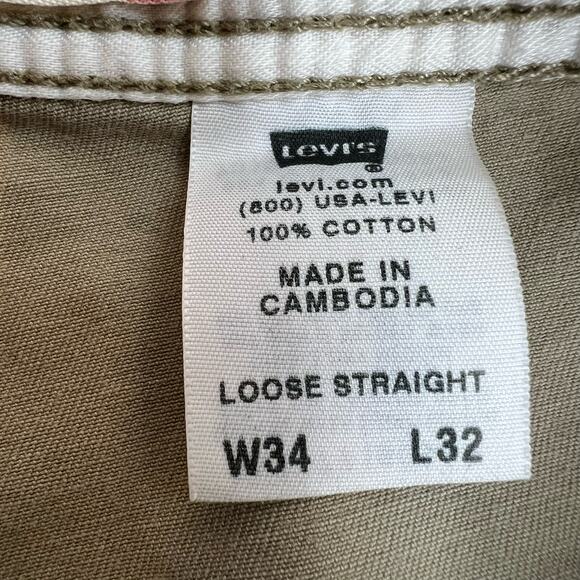 Levi's
®
levi.com
(800) USA-LEVI
100% COTTON
MADE IN
CAMBODIA
LOOSE STRAIGHT
W34 L32